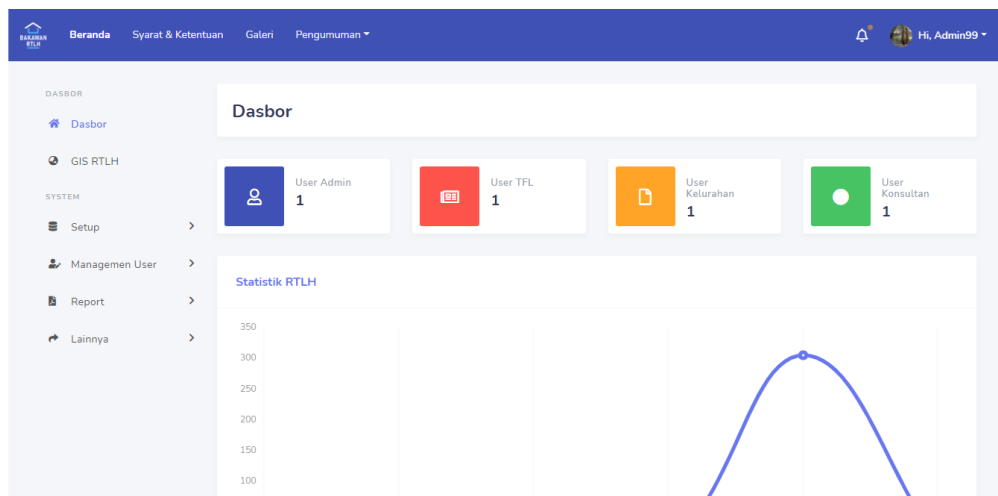 BAKAWAN
RTLH
Beranda
Syarat & Ketentuan
Galeri
Pengumuman
Hi, Admin99
DASBOR
Dasbor
GIS RTLH
SYSTEM
Setup
Managemen User
Report
Lainnya
Dasbor
User Admin
1
User TFL
1
User
Kelurahan
1
User
Konsultan
1
Statistik RTLH
350
300
250
200
150
100